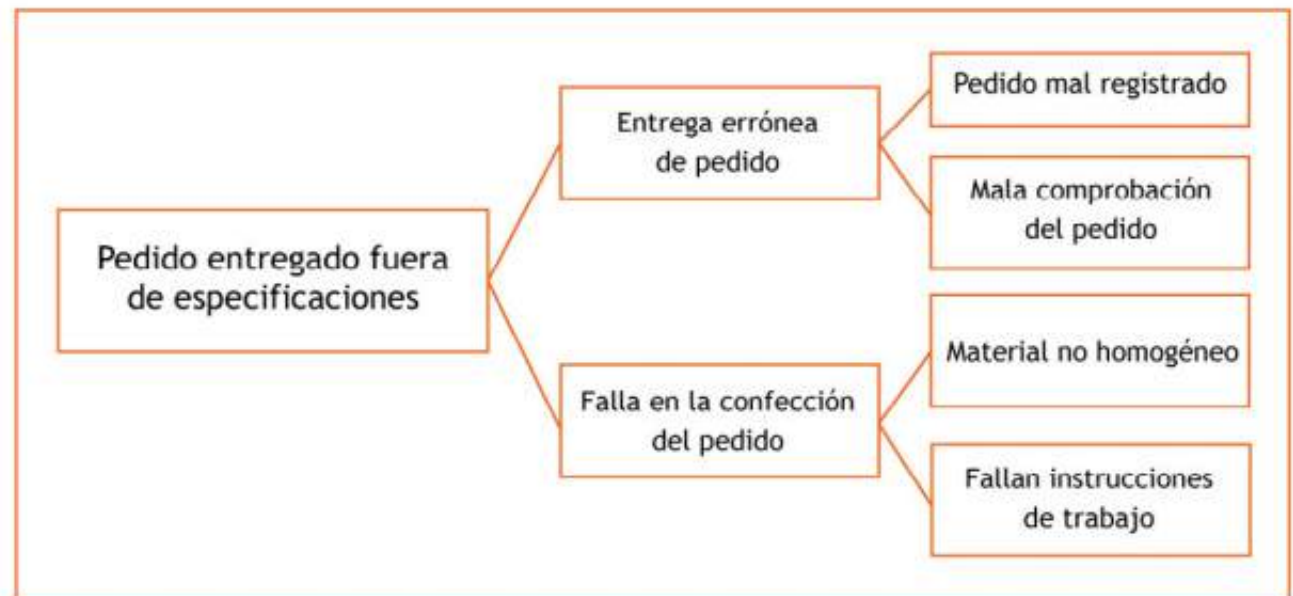 Pedido entregado fuera
de especificaciones
Entrega errónea
de pedido
Falla en la confección
del pedido
Pedido mal registrado
Mala comprobación
del pedido
Material no homogéneo
Fallan instrucciones
de trabajo